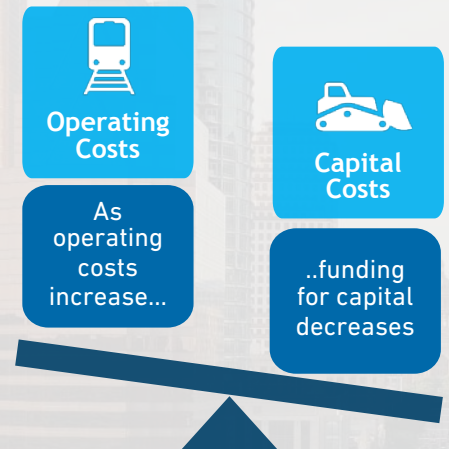 Operating
Costs
As
operating
costs
increase...
Capital
Costs
..funding
for capital
decreases